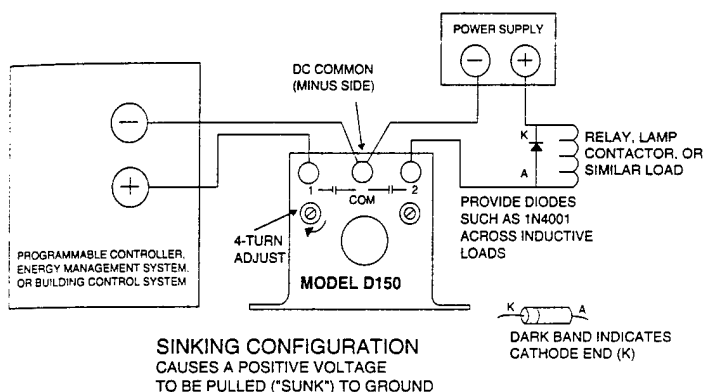 POWER SUPPLY
− +
DC COMMON
(MINUS SIDE)
−
+
K
A
RELAY, LAMP
CONTACTOR, OR
SIMILAR LOAD
1 COM 2
4-TURN
ADJUST
PROVIDE DIODES
SUCH AS 1N4001
ACROSS INDUCTIVE
LOADS
PROGRAMMABLE CONTROLLER,
ENERGY MANAGEMENT SYSTEM.
OR BUILDING CONTROL SYSTEM
MODEL D150
K A
DARK BAND INDICATES
CATHODE END (K)
SINKING CONFIGURATION
CAUSES A POSITIVE VOLTAGE
TO BE PULLED ("SUNK") TO GROUND